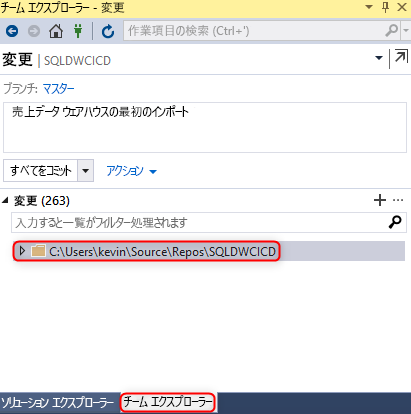 チーム エクスプローラー - 変更
作業項目の検索 (Ctrl+')
変更 | SQLDWCICD
ブランチ: マスター
売上データ ウェアハウスの最初のインポート
すべてをコミット アクション
変更 (263)
入力すると一覧がフィルター処理されます
C:\Users\kevin\Source\Repos\SQLDWCICD
ソリューション エクスプローラー チーム エクスプローラー